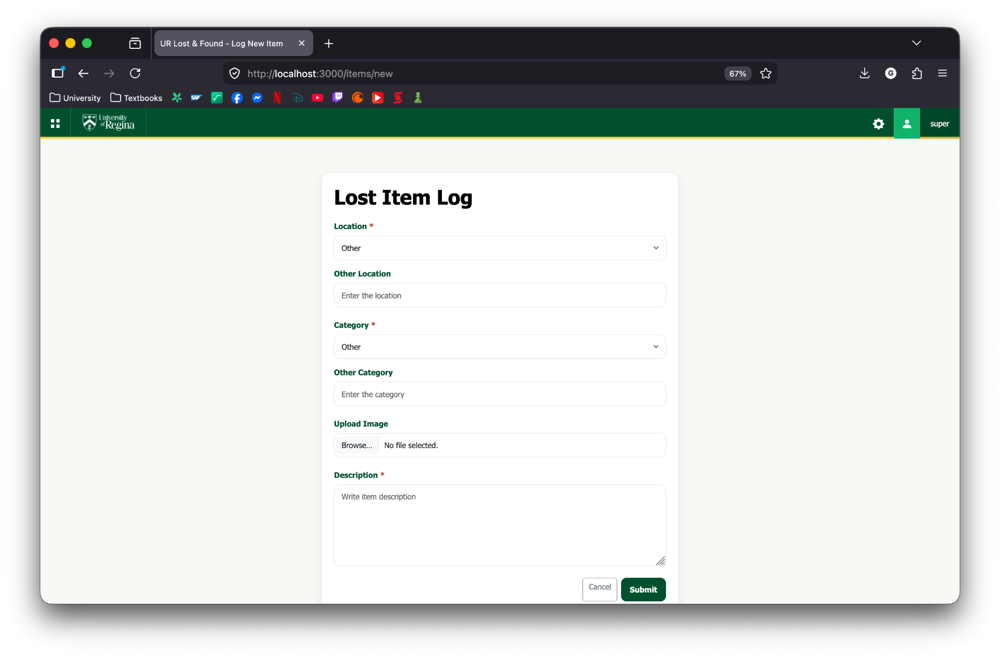 UR Lost & Found - Log New Item
http://localhost:3000/items/new
67%
G
University
Textbooks
SAP
University
of Regina
super
Lost Item Log
Location *
Other
Other Location
Enter the location
Category *
Other
Other Category
Enter the category
Upload Image
Browse... No file selected.
Description *
Write item description
Cancel
Submit